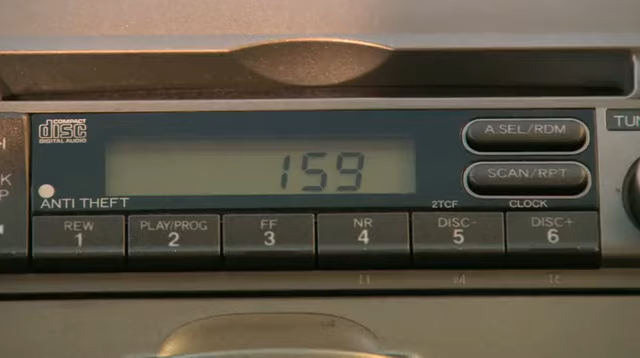 COMPACT
disc
DIGITAL AUDIO
159
A.SEL/RDM
SCAN/RPT
TUN
K
P
ANTI THEFT
2TCF
CLOCK
REW
1
PLAY/PROG
2
FF
3
NR
4
DISC-
5
DISC+
6
H
M
R